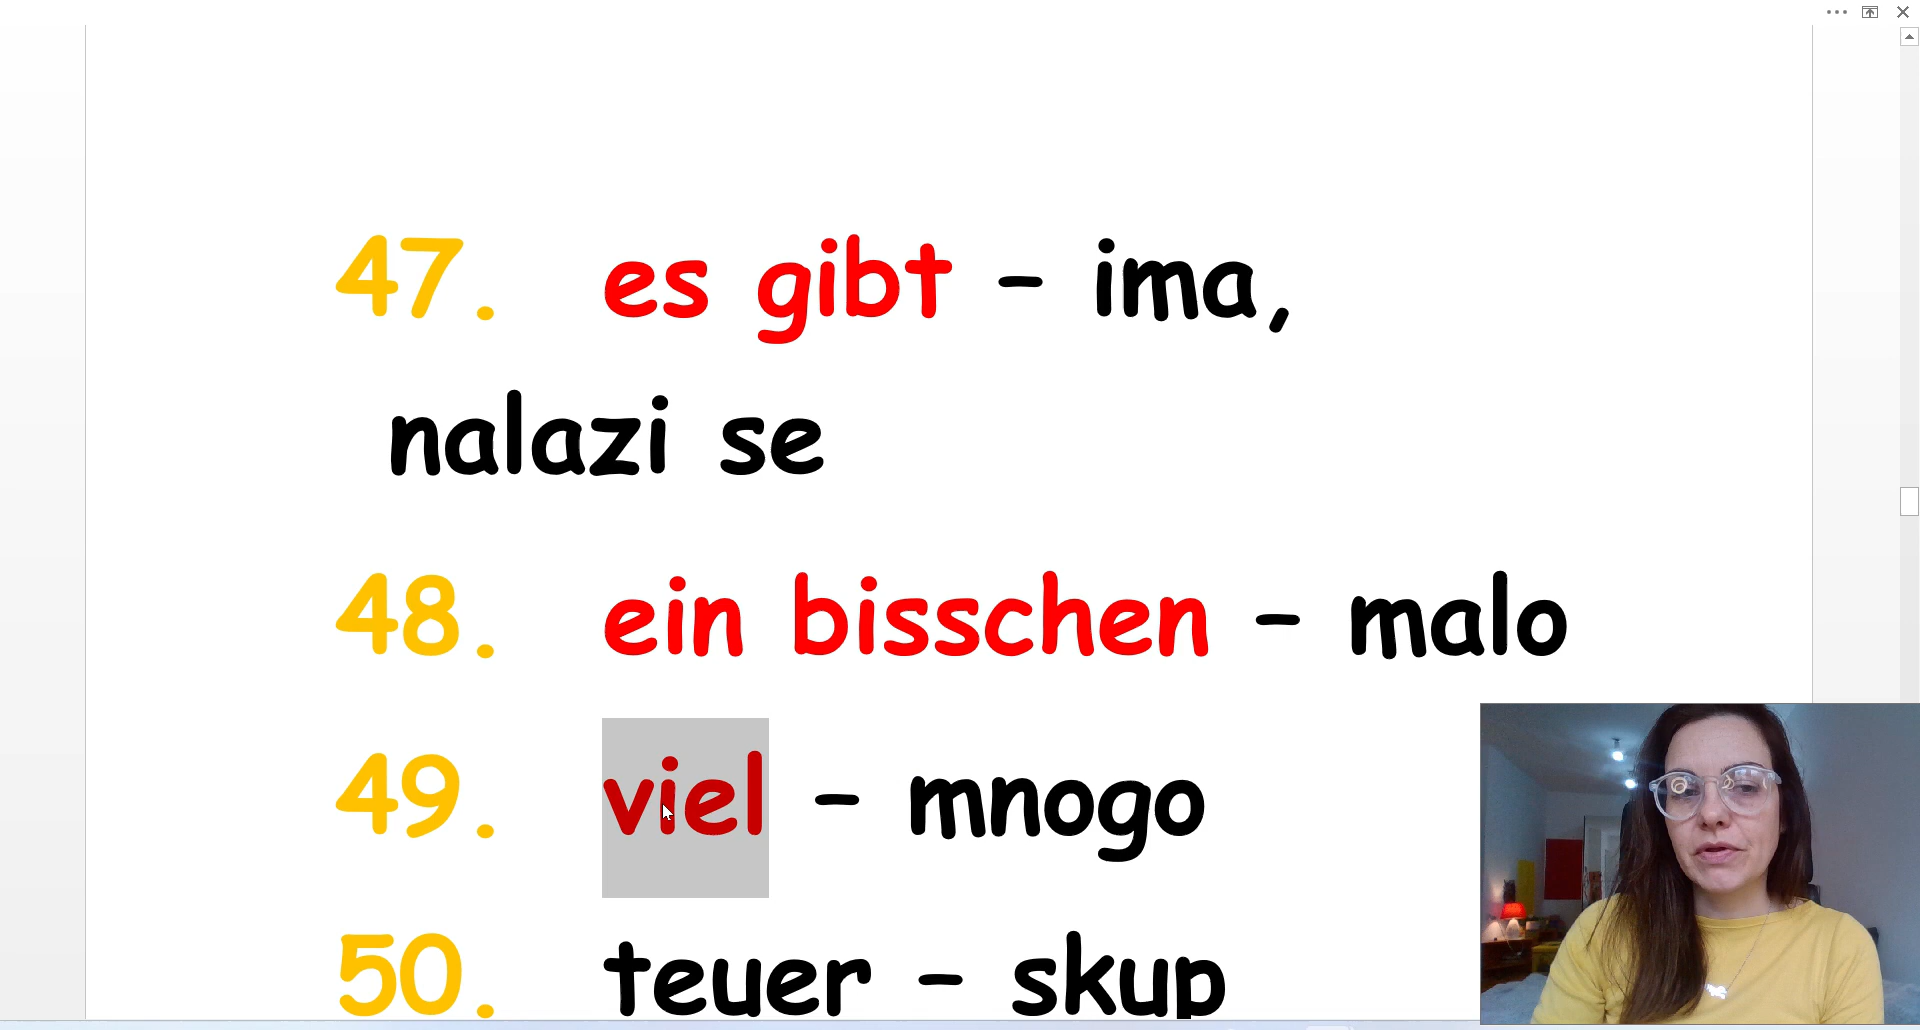 47. es gibt – ima,
nalazi se
48. ein bisschen – malo
49. viel – mnogo
50. teuer – skup